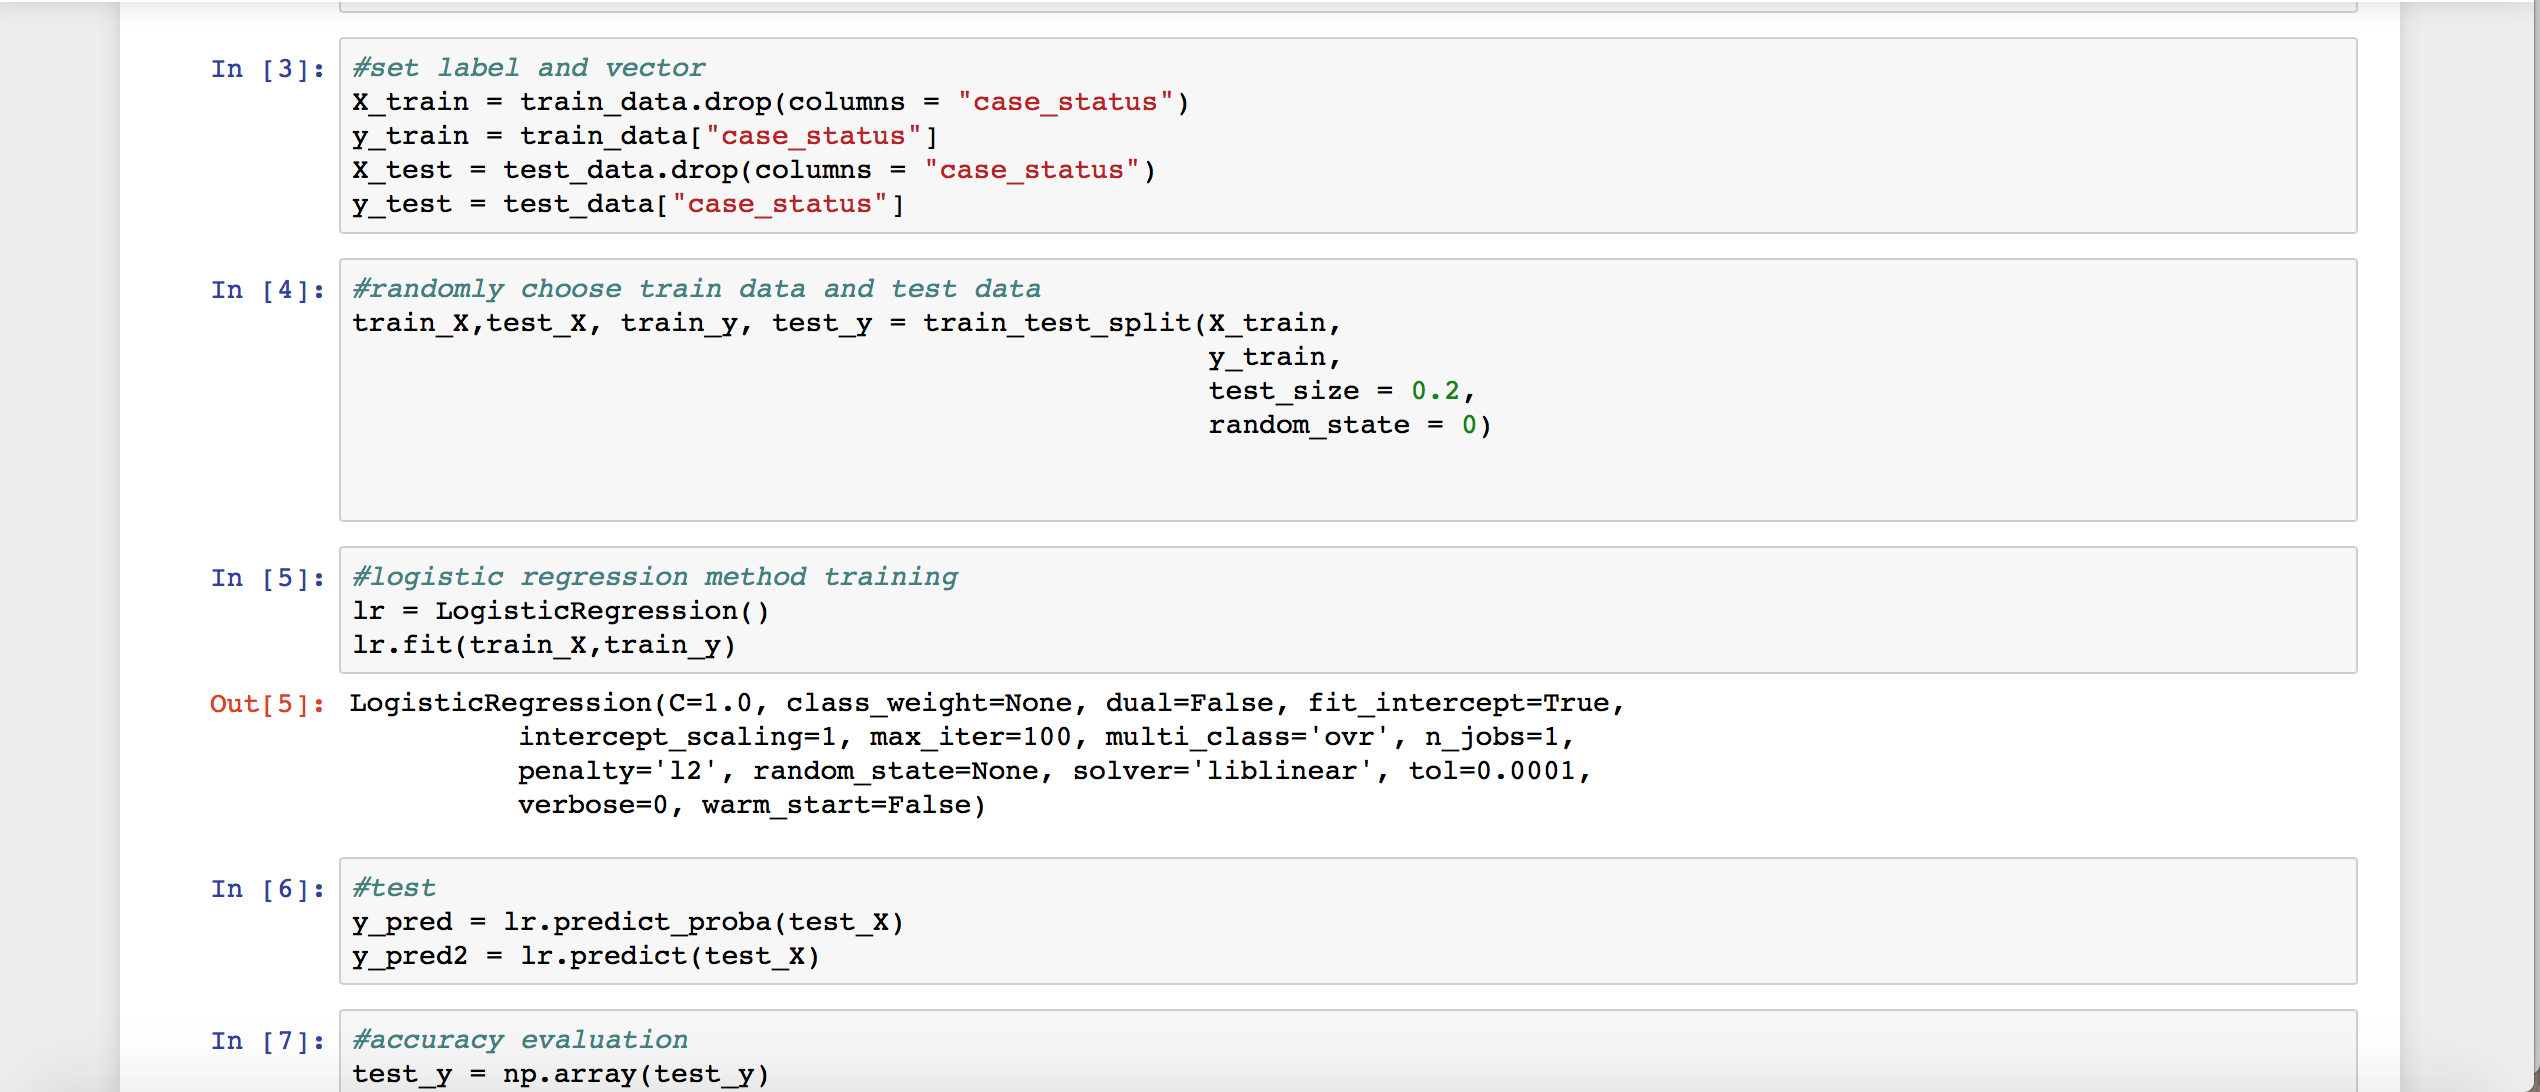 In [3]: #set label and vector
X_train = train_data.drop(columns = "case_status")
y_train = train_data["case_status"]
X_test = test_data.drop(columns = "case_status")
y_test = test_data["case_status"]
In [4]: #randomly choose train data and test data
train_X,test_X, train_y, test_y = train_test_split(X_train,
y_train,
test_size = 0.2,
random_state = 0)
In [5]: #logistic regression method training
lr = LogisticRegression()
lr.fit(train_X,train_y)
Out[5]: LogisticRegression(C=1.0, class_weight=None, dual=False, fit_intercept=True,
intercept_scaling=1, max_iter=100, multi_class='ovr', n_jobs=1,
penalty='l2', random_state=None, solver='liblinear', tol=0.0001,
verbose=0, warm_start=False)
In [6]: #test
y_pred = lr.predict_proba(test_X)
y_pred2 = lr.predict(test_X)
In [7]: #accuracy evaluation
test_y = np.array(test_y)